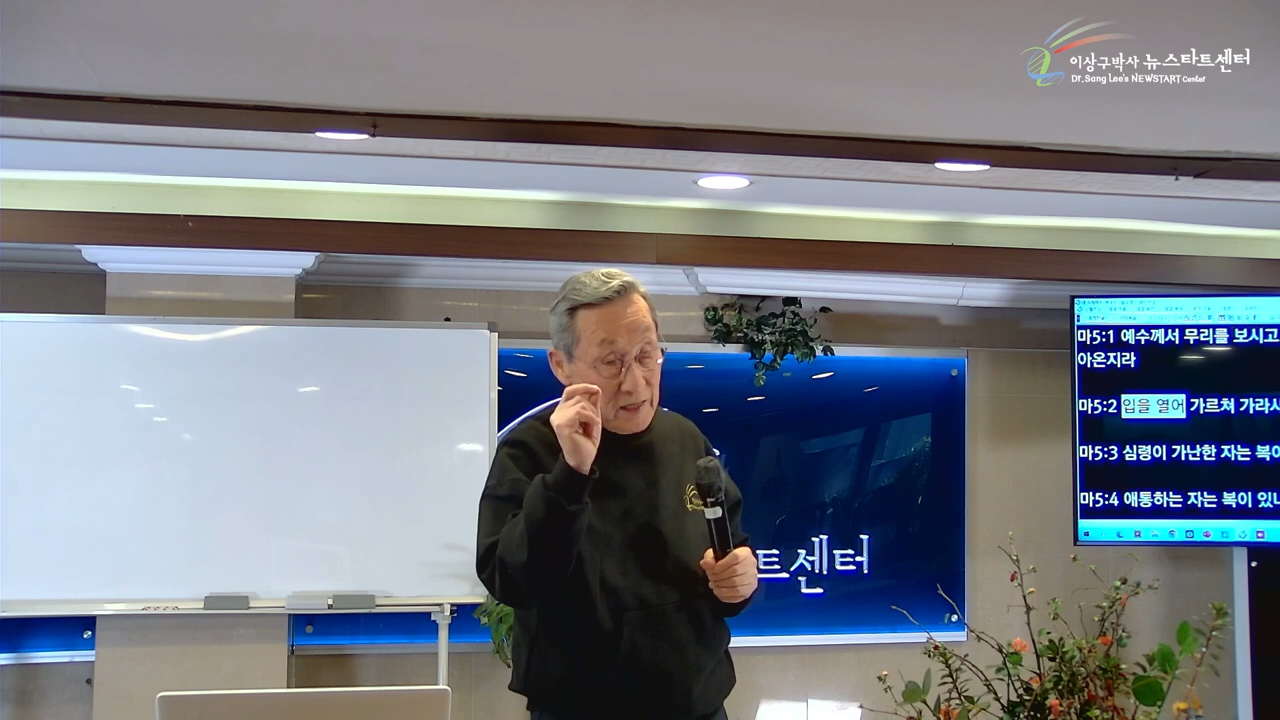 이상구박사 뉴스타트센터
Dr. Sang Lee's NEWSTART Center
마5:1 예수께서 무리를 보시고
아온지라
마5:2 입을 열어 가르쳐 가라사
마5:3 심령이 가난한 자는 복이
마5:4 애통하는 자는 복이 있나
트센터